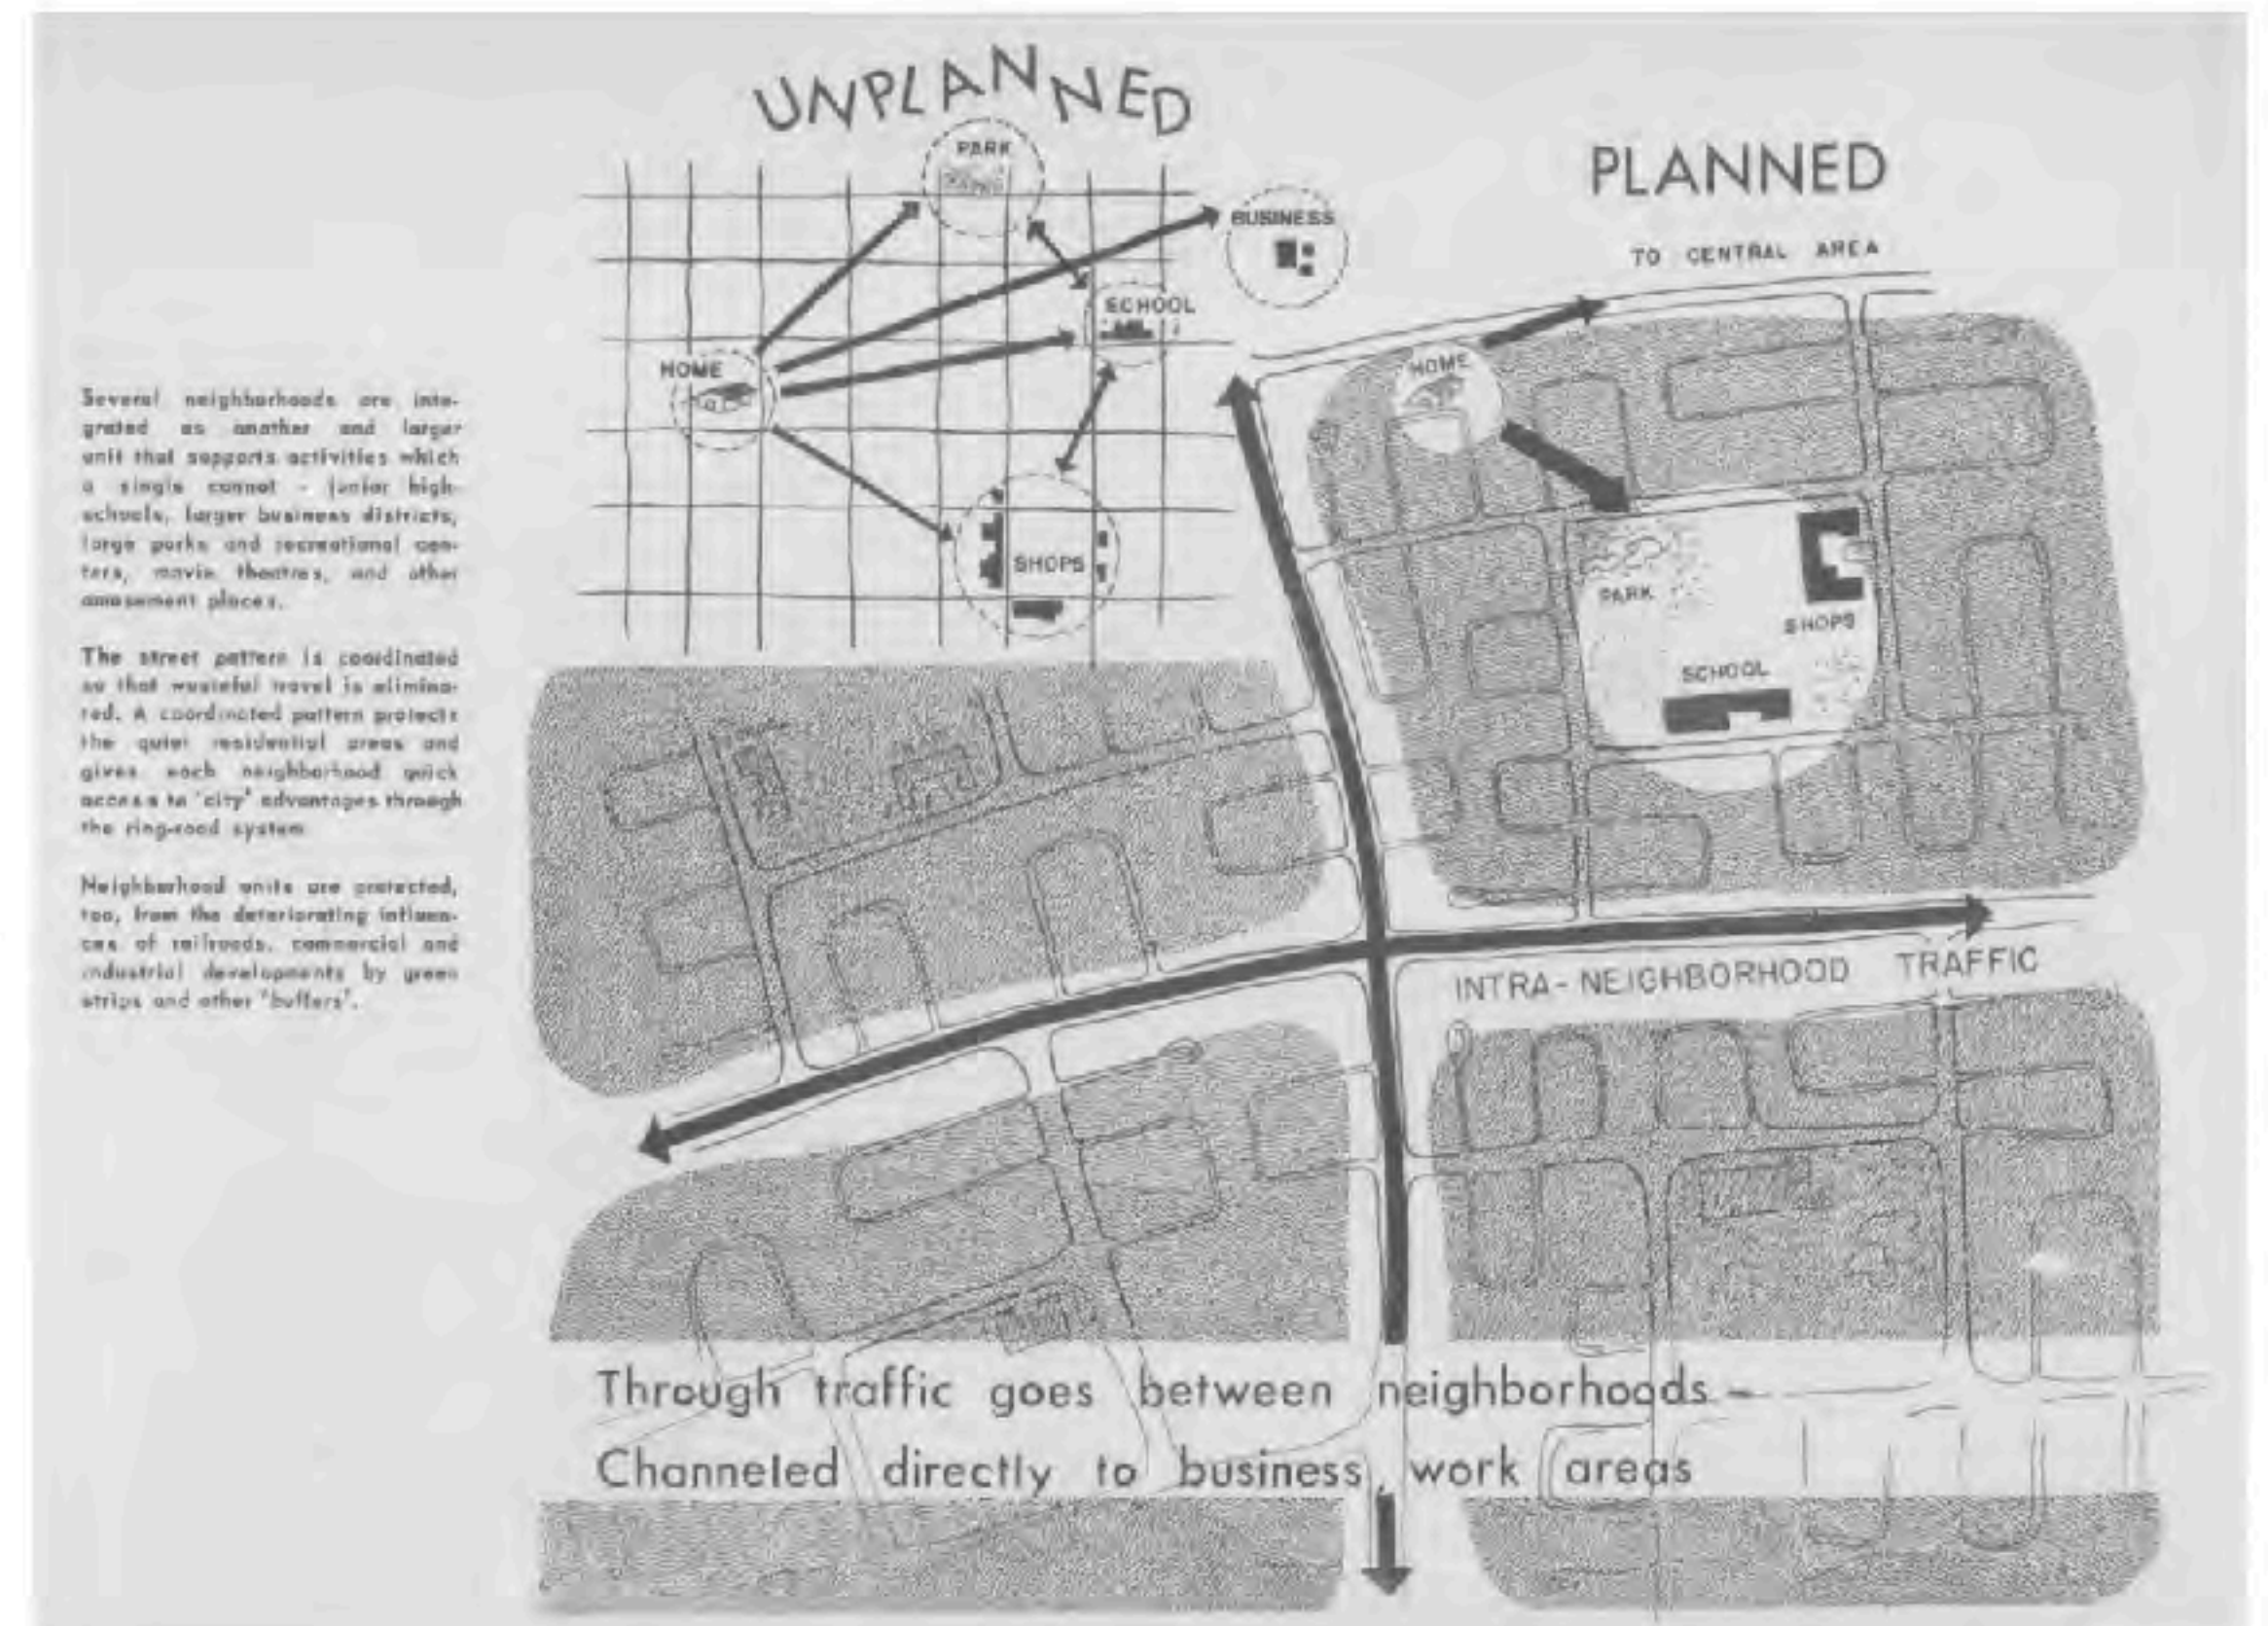 UNPLANNED
PARK
BUSINESS
SCHOOL
HOME
SHOPS
PLANNED
TO CENTRAL AREA
HOME
PARK
SHOPS
SCHOOL
Several neighborhoods are inte-
grated as another and larger
unit that supports activities which
a single cannot - junior high-
schools, larger business districts,
large parks and recreational cen-
ters, movie theatres, and other
amusement places.
The street pattern is coordinated
so that wasteful travel is elimina-
ted. A coordinated pattern protects
the quiet residential areas and
gives each neighborhood quick
access to 'city' advantages through
the ring-road system
Neighborhood units are protected,
too, from the deteriorating influen-
ces of railroads, commercial and
industrial developments by green
strips and other 'buffers'.
INTRA-NEIGHBORHOOD TRAFFIC
Through traffic goes between neighborhoods -
Channeled directly to business, work areas